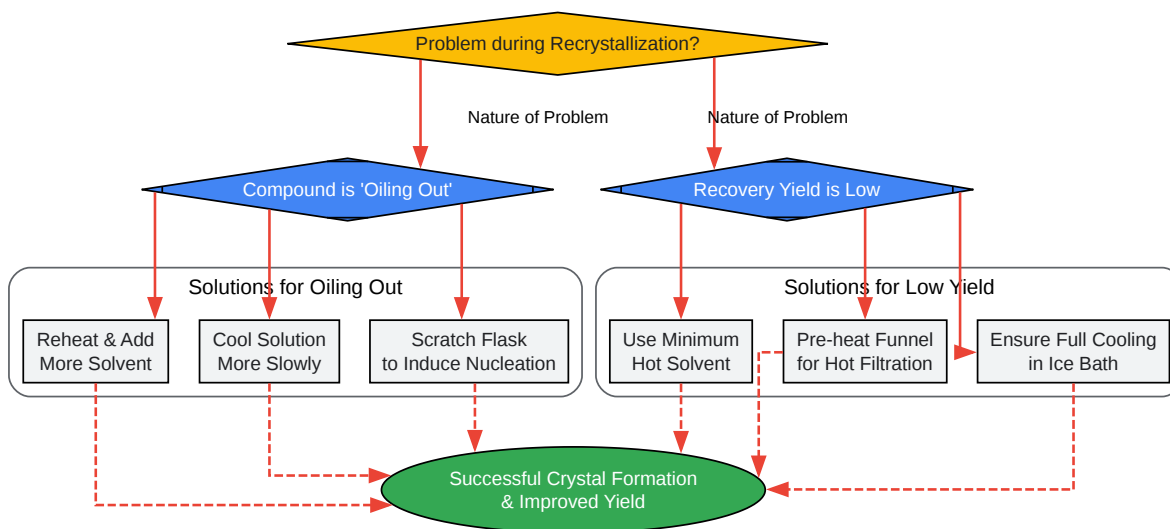 Problem during Recrystallization?
Nature of Problem
Nature of Problem
Compound is 'Oiling Out'
Recovery Yield is Low
Solutions for Oiling Out
Reheat & Add
More Solvent
Cool Solution
More Slowly
Scratch Flask
to Induce Nucleation
Solutions for Low Yield
Use Minimum
Hot Solvent
Pre-heat Funnel
for Hot Filtration
Ensure Full Cooling
in Ice Bath
Successful Crystal Formation
& Improved Yield